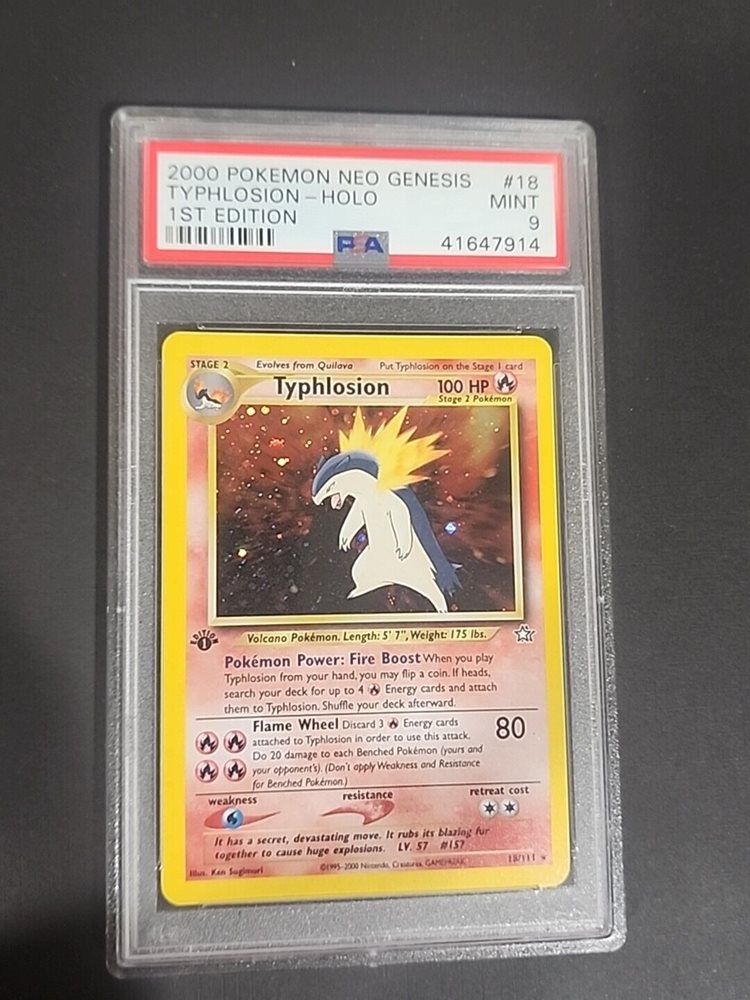 2000 POKEMON NEO GENESIS #18
TYPHLOSION - HOLO MINT
1ST EDITION 9
PSA 41647914
STAGE 2 Evolves from Quilava Put Typhlosion on the Stage 1 card
Typhlosion 100 HP
Stage 2 Pokémon
EDITION
1
Volcano Pokémon. Length: 5' 7", Weight: 175 lbs.
Pokémon Power: Fire Boost When you play
Typhlosion from your hand, you may flip a coin. If heads,
search your deck for up to 4 Energy cards and attach
them to Typhlosion. Shuffle your deck afterward.
Flame Wheel Discard 3 Energy cards
attached to Typhlosion in order to use this attack.
Do 20 damage to each Benched Pokémon (yours and
your opponent's). (Don't apply Weakness and Resistance
for Benched Pokémon.)
80
weakness resistance retreat cost
It has a secret, devastating move. It rubs its blazing fur
together to cause huge explosions. LV. 57 #157
Illus. Ken Sugimori ©1995-2000 Nintendo, Creatures, GAMEFREAK 18/111 ★